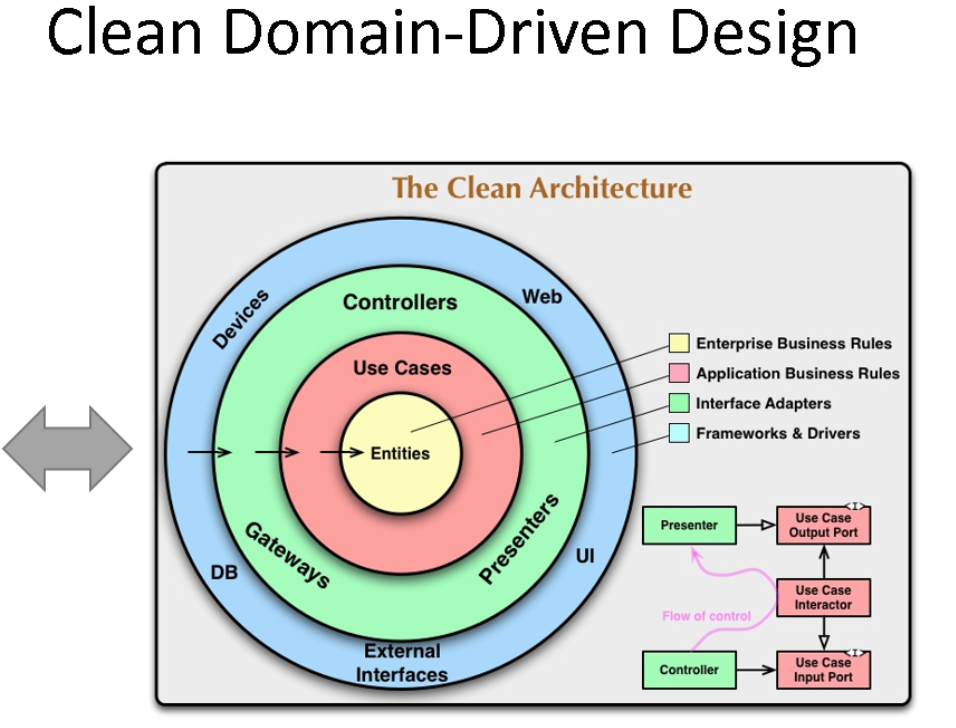 Clean Domain-Driven Design
The Clean Architecture
Devices
Controllers
Web
Use Cases
Entities
Gateways
Presenters
DB
UI
External
Interfaces
Enterprise Business Rules
Application Business Rules
Interface Adapters
Frameworks & Drivers
Presenter
Use Case
Output Port
<I>
Use Case
Interactor
Flow of control
Controller
Use Case
Input Port
<I>